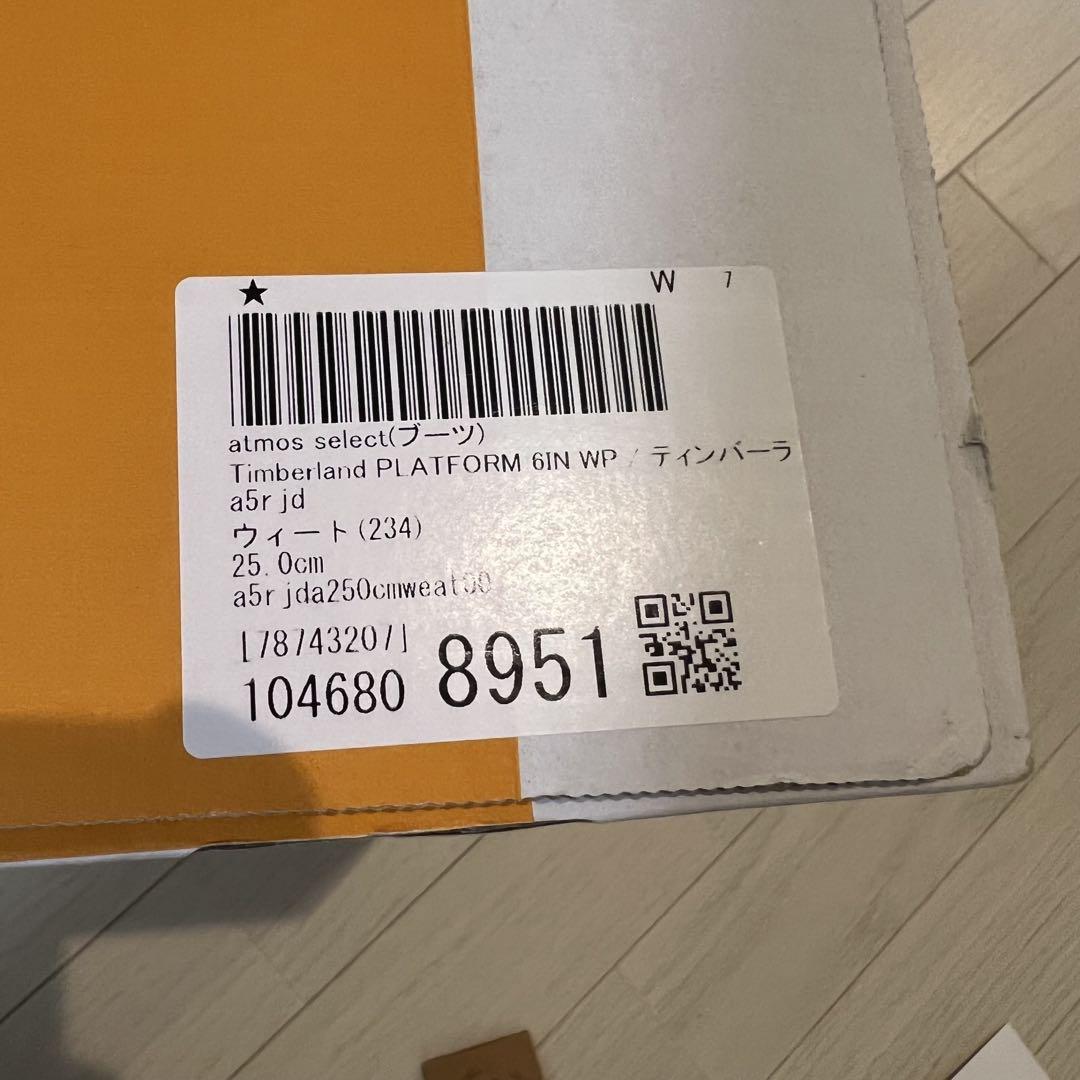 ★ W 7
atmos select(ブーツ)
Timberland PLATFORM 6IN WP / ティンバーラ
a5rjd
ウィート(234)
25.0cm
a5rjda250cmweat00
[78743207]
104680 8951